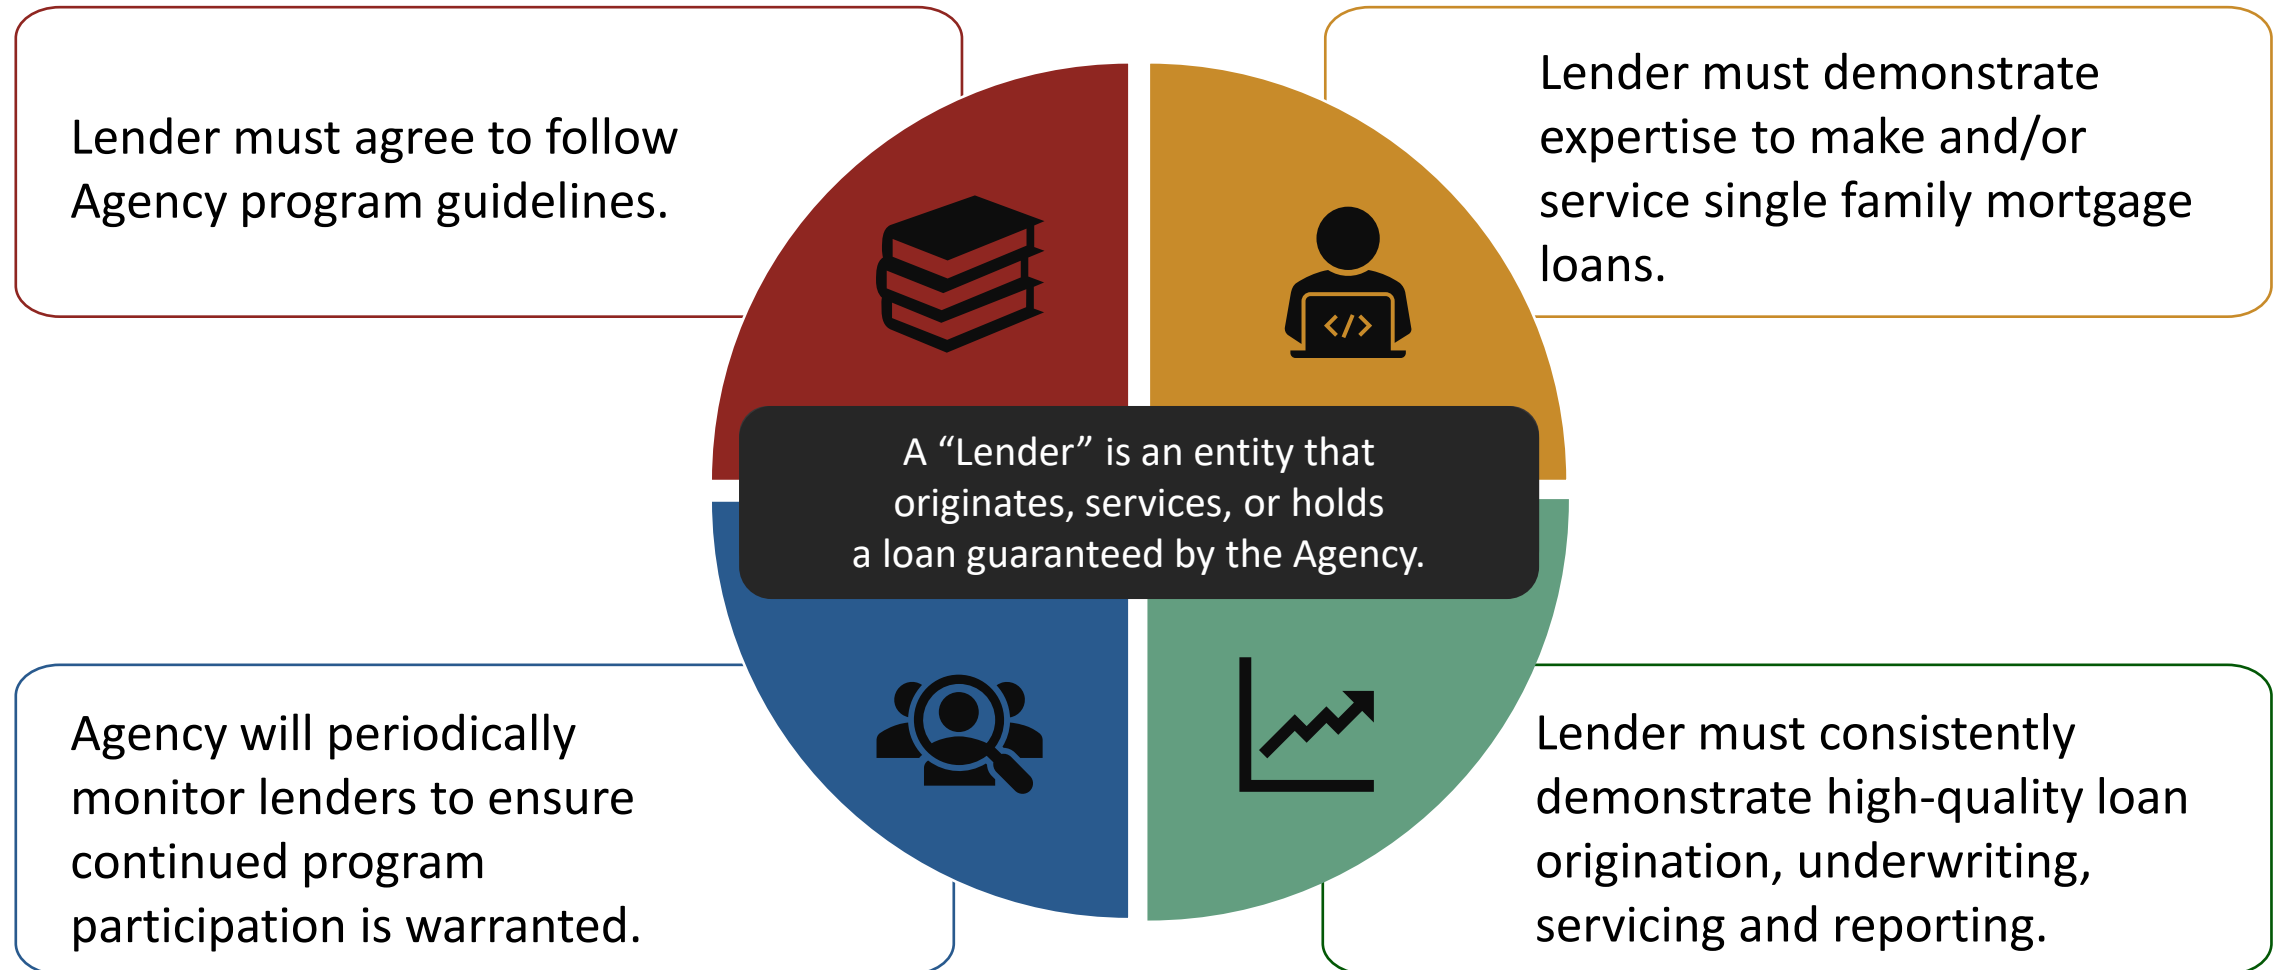 Lender must agree to follow
Agency program guidelines.
Lender must demonstrate
expertise to make and/or
service single family mortgage
loans.
</>
A “Lender” is an entity that
originates, services, or holds
a loan guaranteed by the Agency.
Agency will periodically
monitor lenders to ensure
continued program
participation is warranted.
Lender must consistently
demonstrate high-quality loan
origination, underwriting,
servicing and reporting.